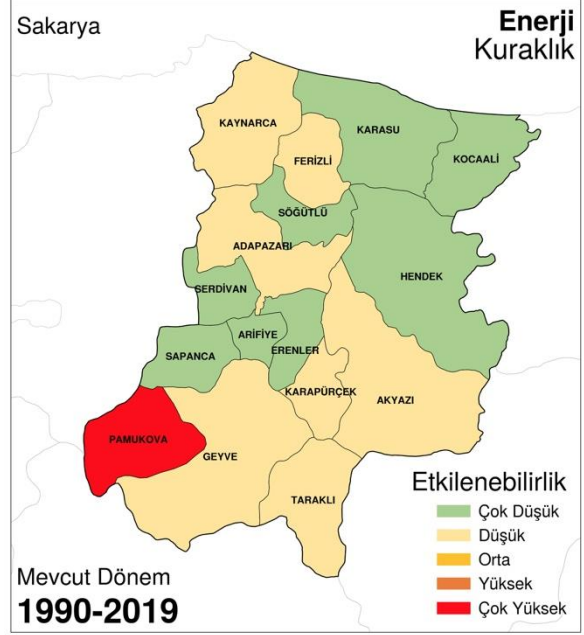 Sakarya
Enerji
Kuraklık
KAYNARCA
KARASU
FERİZLİ
KOCAALİ
SÖĞÜTLÜ
ADAPAZARI
HENDEK
SERDİVAN
ARİFİYE
ERENLER
SAPANCA
KARAPÜRÇEK
AKYAZI
PAMUKOVA
GEYVE
TARAKLI
Etkilenebilirlik
Çok Düşük
Düşük
Orta
Yüksek
Çok Yüksek
Mevcut Dönem
1990-2019